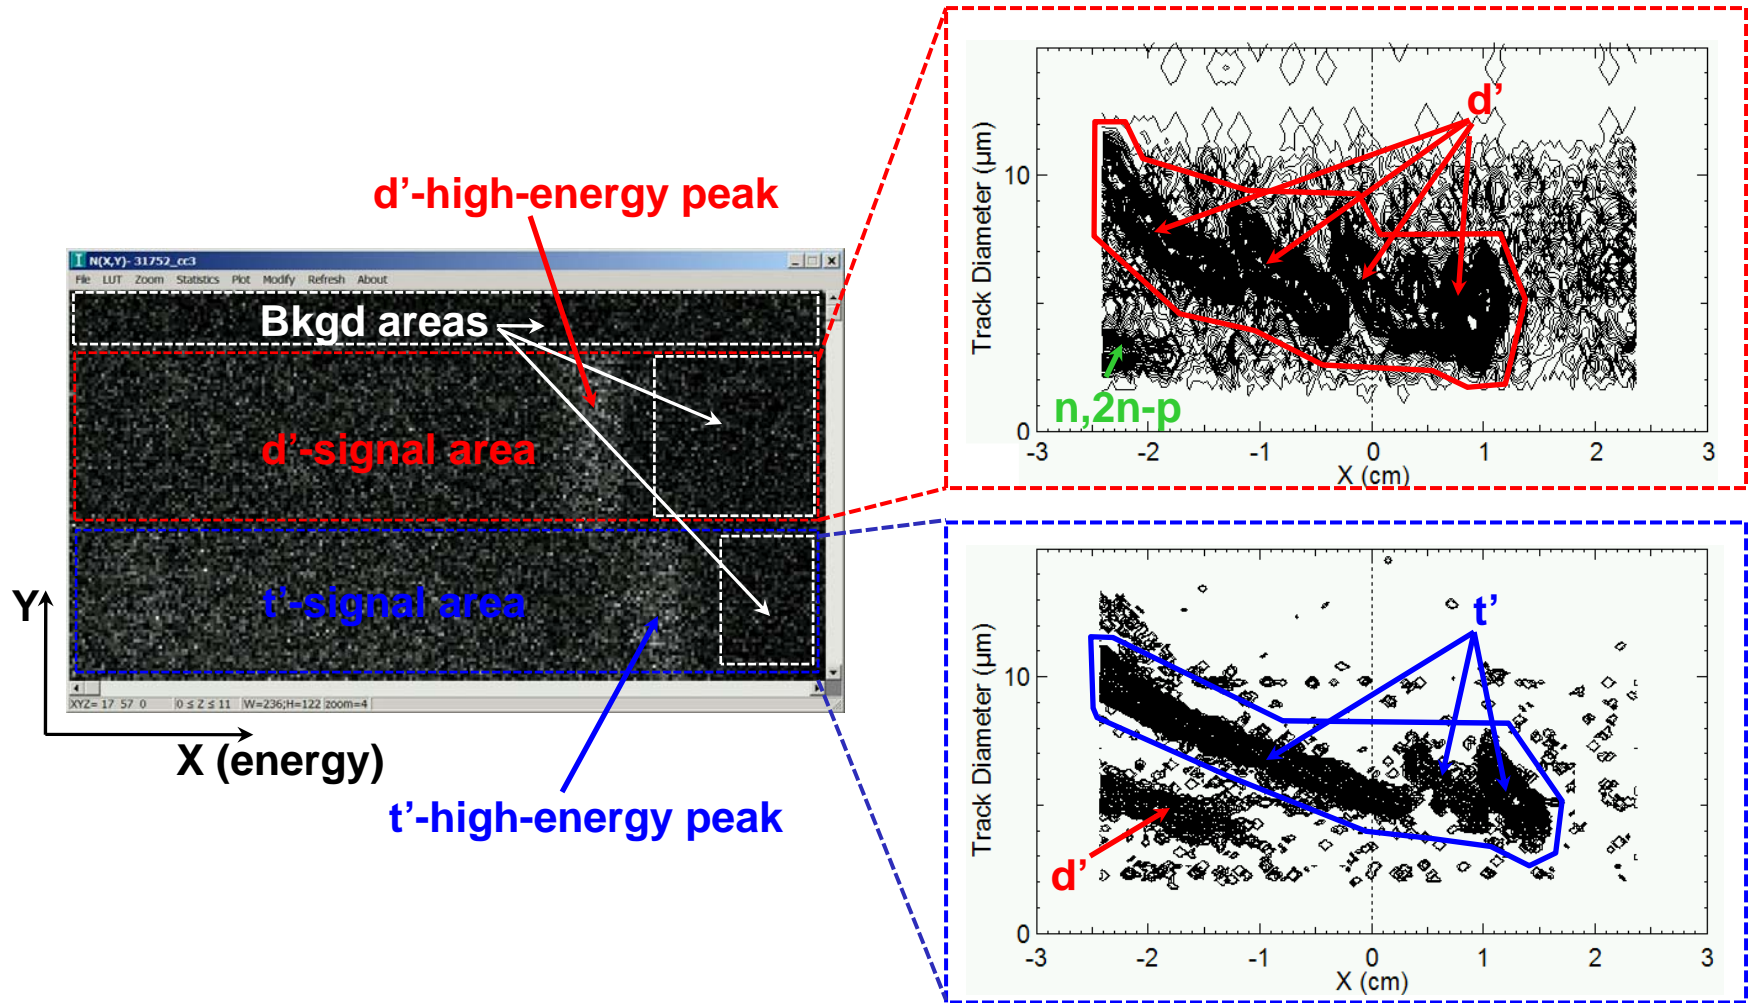 d’-high-energy peak
N(X,Y)- 31752_cc3
File LUT Zoom Statistics Plot Modify Refresh About
Bkgd areas
d’-signal area
t’-signal area
XYZ= 17 57 0 0 ≤ Z ≤ 11 W=236;H=122 zoom=4
Y
X (energy)
t’-high-energy peak
d’
Track Diameter (µm)
10
0
n,2n-p
-3 -2 -1 0 1 2 3
X (cm)
t’
Track Diameter (µm)
10
0
d’
-3 -2 -1 0 1 2 3
X (cm)